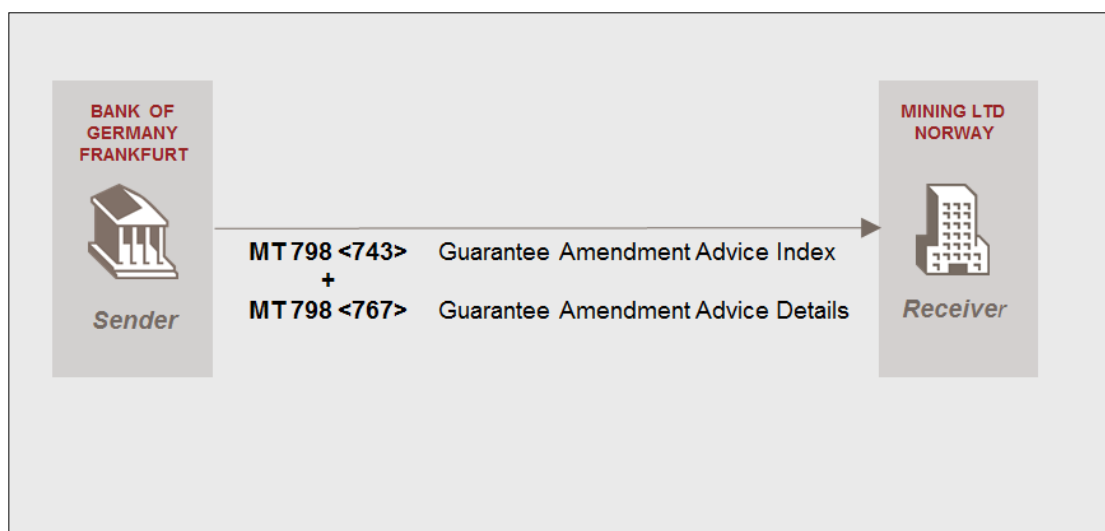 BANK OF
GERMANY
FRANKFURT
Sender
MT 798 <743> Guarantee Amendment Advice Index
+
MT 798 <767> Guarantee Amendment Advice Details
MINING LTD
NORWAY
Receiver